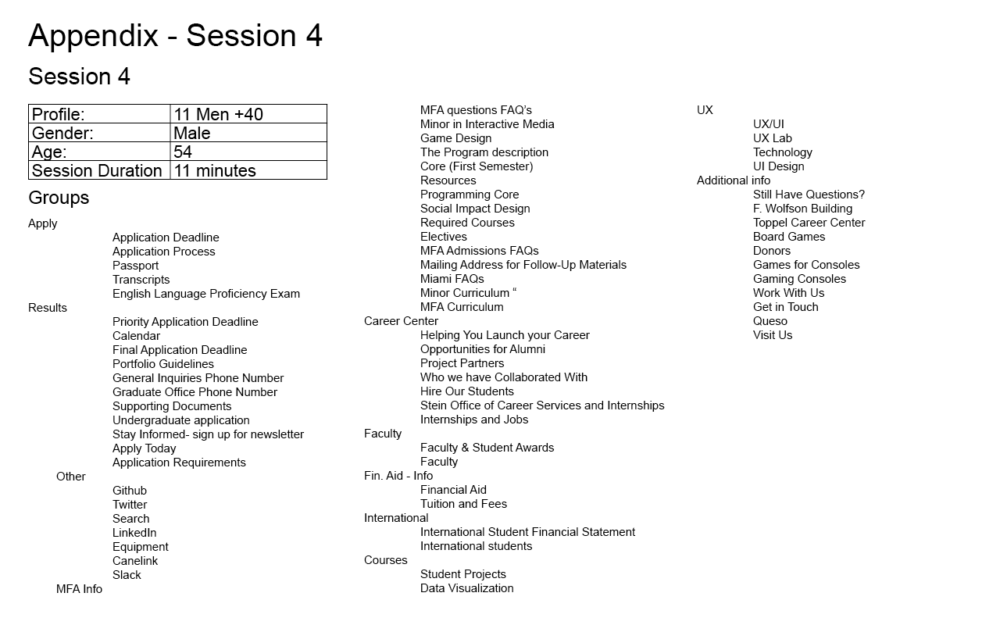 Appendix - Session 4
Session 4
Profile: 11 Men +40
Gender: Male
Age: 54
Session Duration 11 minutes
Groups
Apply
Application Deadline
Application Process
Passport
Transcripts
English Language Proficiency Exam
Results
Priority Application Deadline
Calendar
Final Application Deadline
Portfolio Guidelines
General Inquiries Phone Number
Graduate Office Phone Number
Supporting Documents
Undergraduate application
Stay Informed- sign up for newsletter
Apply Today
Application Requirements
Other
Github
Twitter
Search
LinkedIn
Equipment
Canelink
Slack
MFA Info
MFA questions FAQ’s
Minor in Interactive Media
Game Design
The Program description
Core (First Semester)
Resources
Programming Core
Social Impact Design
Required Courses
Electives
MFA Admissions FAQs
Mailing Address for Follow-Up Materials
Miami FAQs
Minor Curriculum “
MFA Curriculum
Career Center
Helping You Launch your Career
Opportunities for Alumni
Project Partners
Who we have Collaborated With
Hire Our Students
Stein Office of Career Services and Internships
Internships and Jobs
Faculty
Faculty & Student Awards
Faculty
Fin. Aid - Info
Financial Aid
Tuition and Fees
International
International Student Financial Statement
International students
Courses
Student Projects
Data Visualization
UX
UX/UI
UX Lab
Technology
UI Design
Additional info
Still Have Questions?
F. Wolfson Building
Toppel Career Center
Board Games
Donors
Games for Consoles
Gaming Consoles
Work With Us
Get in Touch
Queso
Visit Us